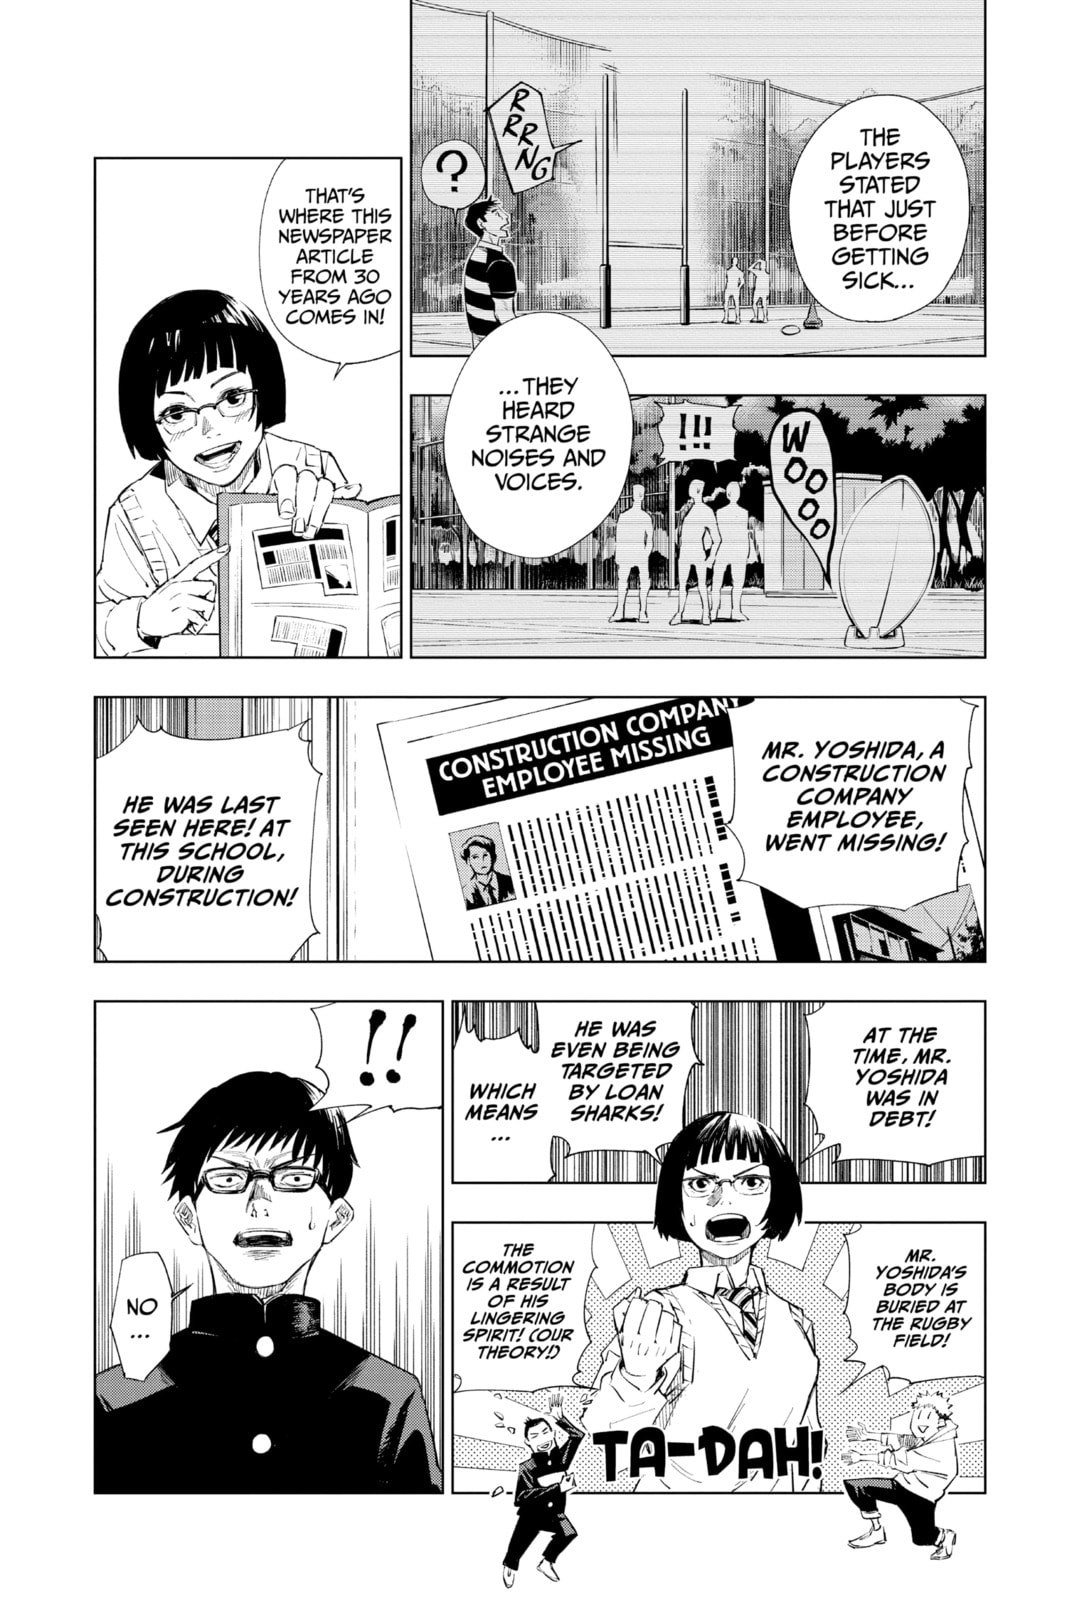 THE
PLAYERS
STATED
THAT JUST
BEFORE
GETTING
SICK...
R
RR
NG
?
...THEY
HEARD
STRANGE
NOISES AND
VOICES.
!!!
W
O
O
O
O
THAT'S
WHERE THIS
NEWSPAPER
ARTICLE
FROM 30
YEARS AGO
COMES IN!
MR. YOSHIDA, A
CONSTRUCTION
COMPANY
EMPLOYEE,
WENT MISSING!
CONSTRUCTION COMPANY
EMPLOYEE MISSING
HE WAS LAST
SEEN HERE! AT
THIS SCHOOL,
DURING
CONSTRUCTION!
AT THE
TIME, MR.
YOSHIDA
WAS IN
DEBT!
HE WAS
EVEN BEING
TARGETED
BY LOAN
SHARKS!
WHICH
MEANS
...
MR.
YOSHIDA'S
BODY IS
BURIED AT
THE RUGBY
FIELD!
THE
COMMOTION
IS A RESULT
OF HIS
LINGERING
SPIRIT! (OUR
THEORY!)
TA-DAH!
!!
NO
...